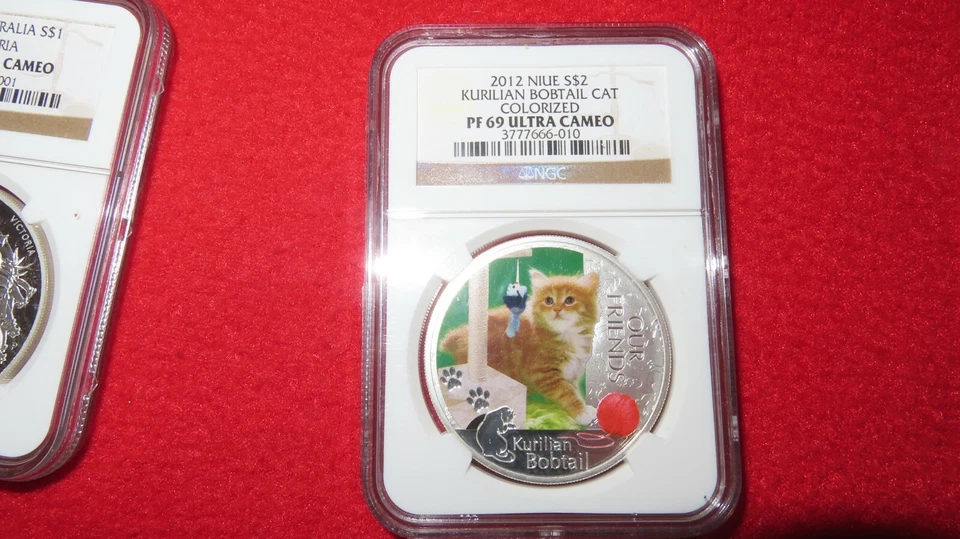 RALIA S$1
RIA
CAMEO
001
VICTORIA
2012 NIUE S$2
KURILIAN BOBTAIL CAT
COLORIZED
PF 69 ULTRA CAMEO
3777666-010
NGC
OUR
FRIENDS
Kurilian
Bobtail